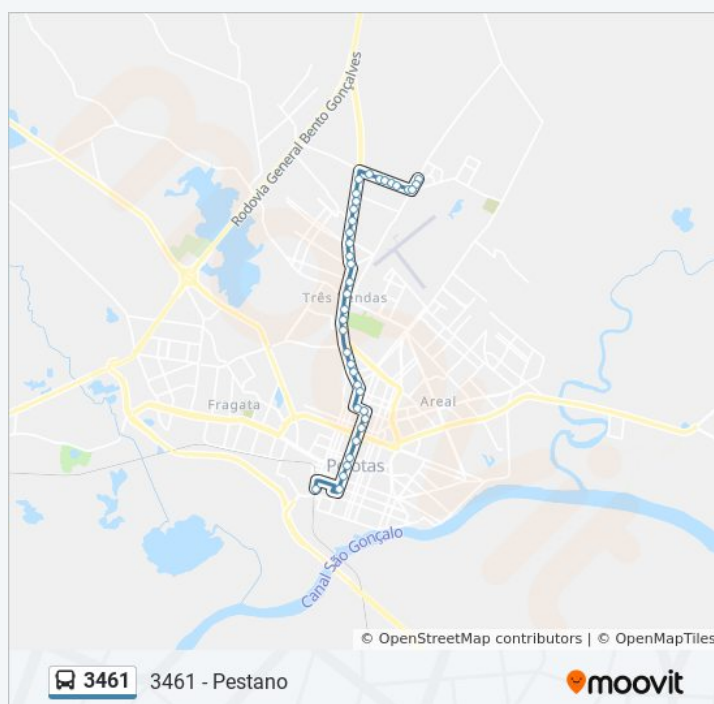 Rodovia General Bento Gonçalves
Três Vendas
Fragata
Areal
Pelotas
Canal São Gonçalo
© OpenStreetMap contributors | © OpenMapTiles
3461
3461 - Pestano
moovit